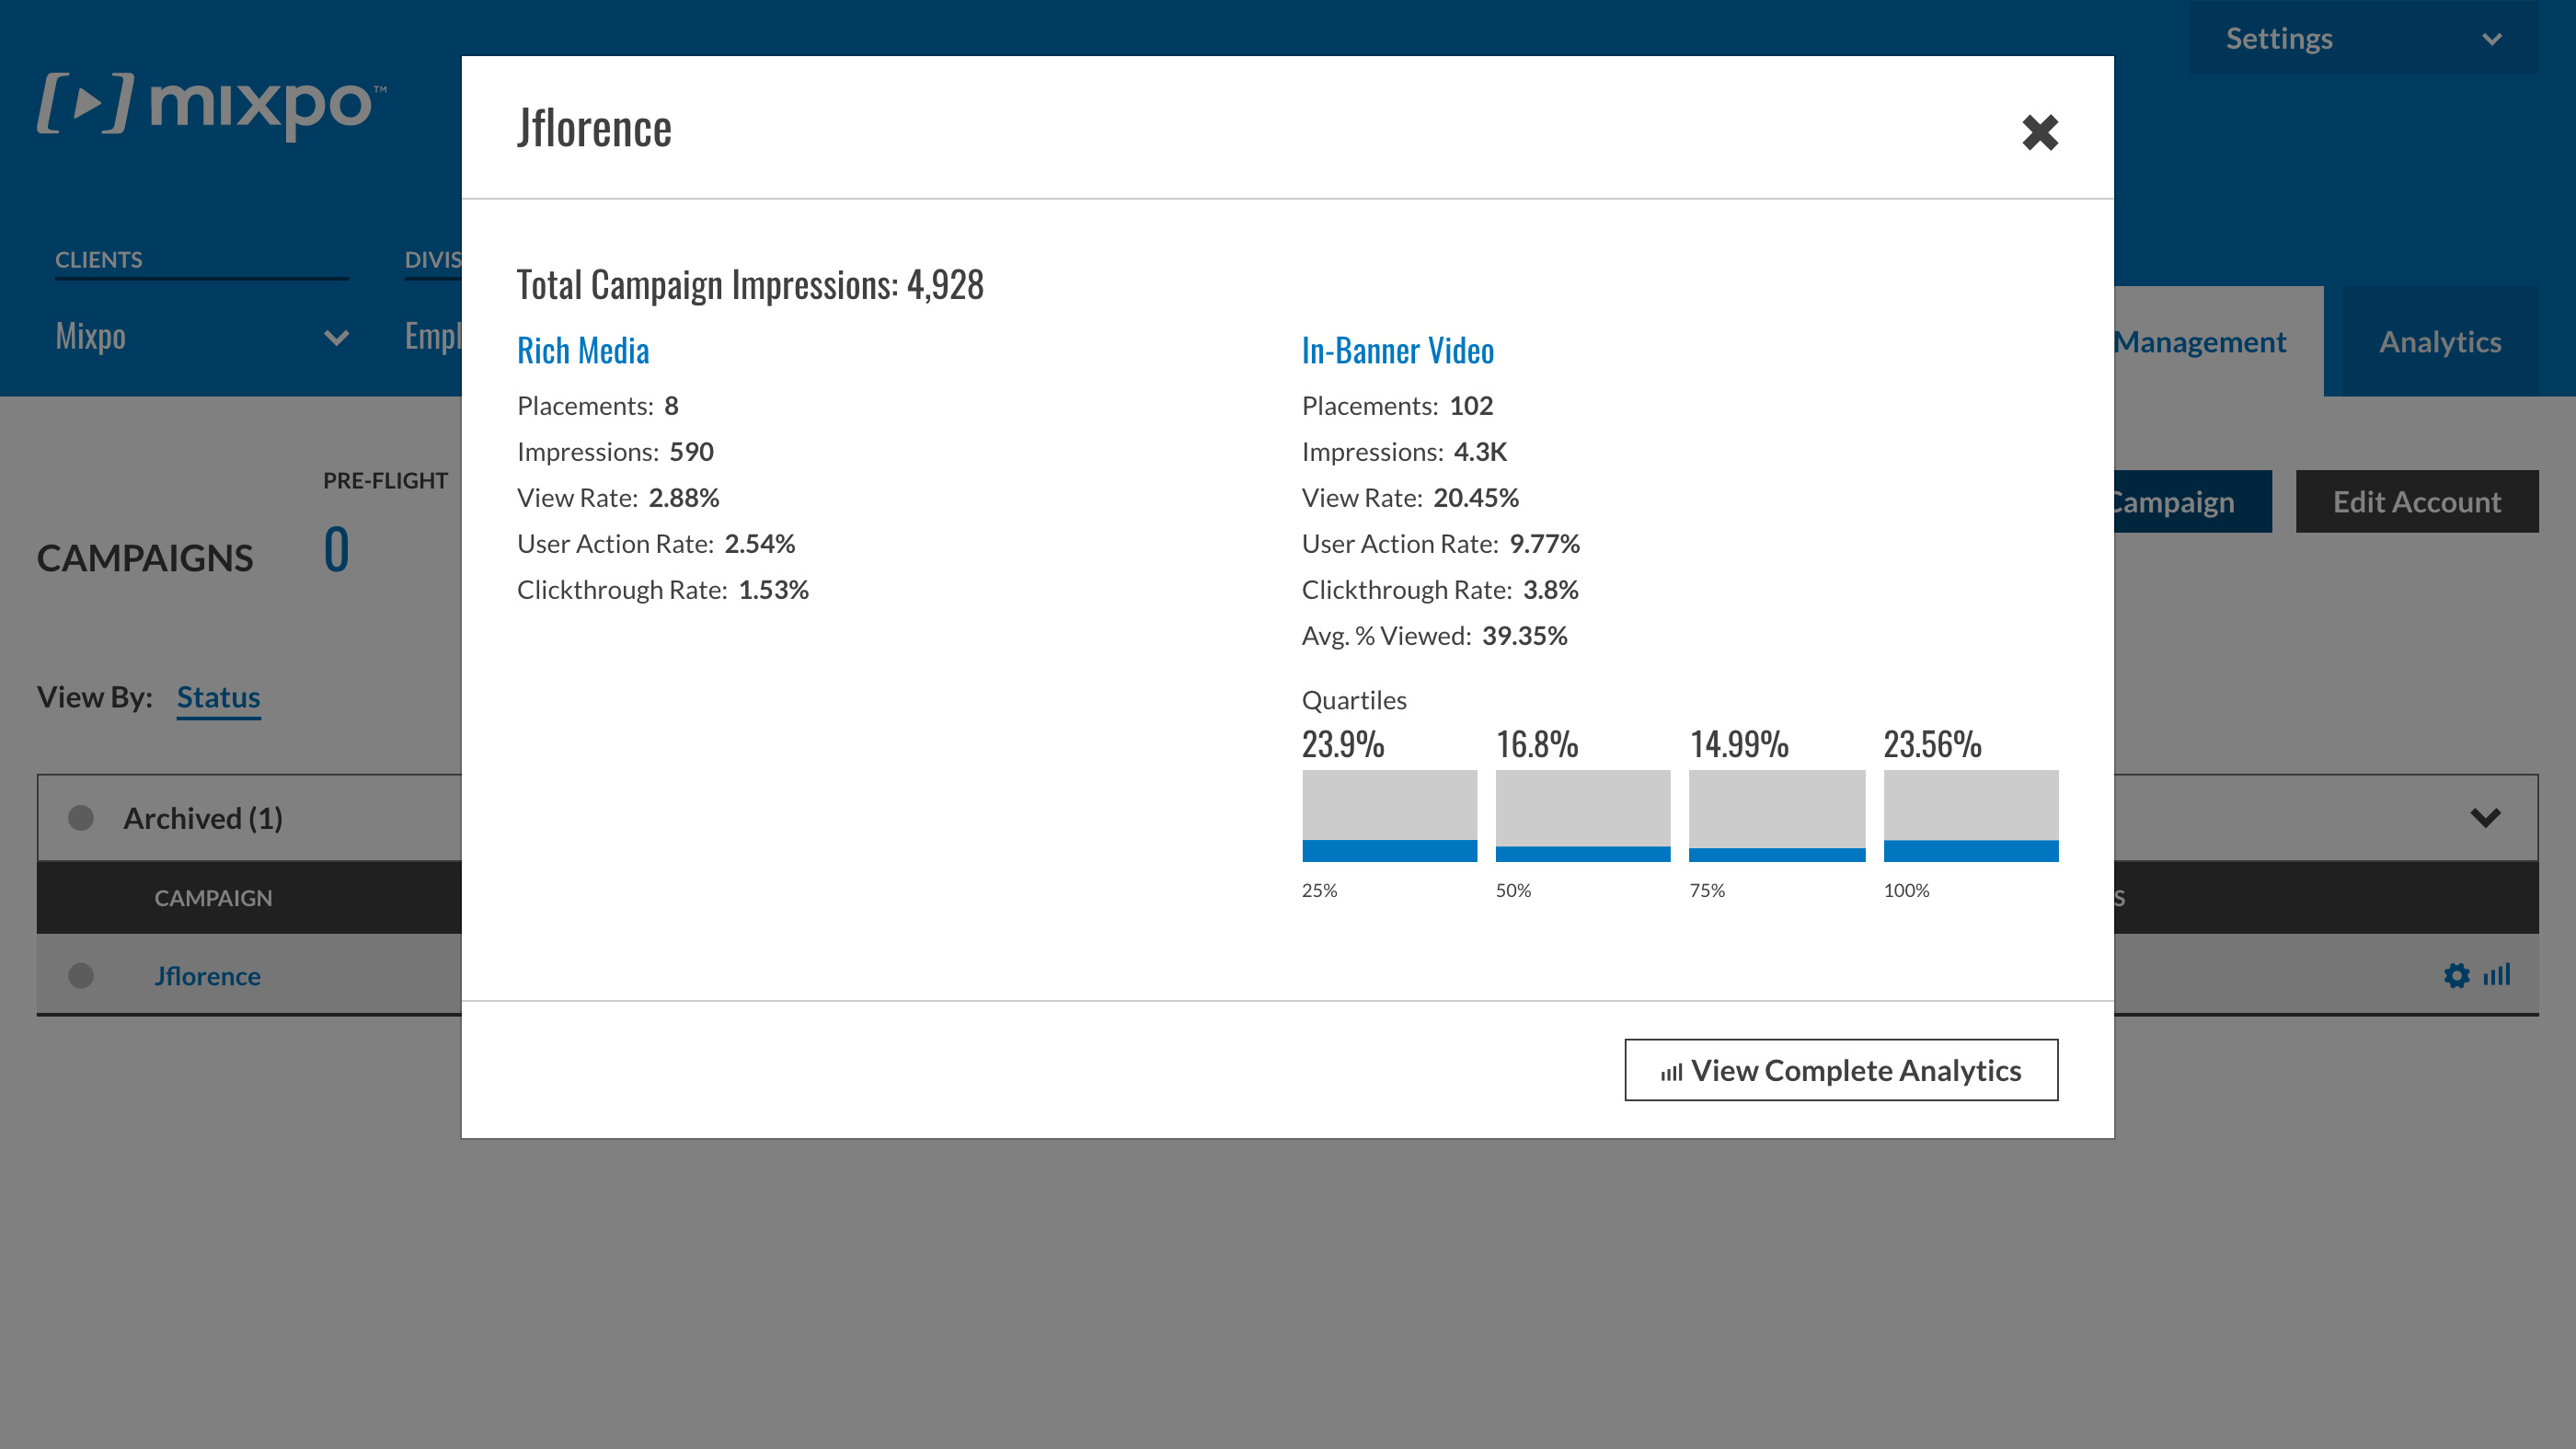 Settings
mixpo™
Jflorence
CLIENTS
DIVIS
Total Campaign Impressions: 4,928
Mixpo
Empl
Management
Analytics
Rich Media
In-Banner Video
Placements: 8
Placements: 102
Impressions: 590
Impressions: 4.3K
PRE-FLIGHT
View Rate: 2.88%
View Rate: 20.45%
Campaign
Edit Account
CAMPAIGNS
0
User Action Rate: 2.54%
User Action Rate: 9.77%
Clickthrough Rate: 1.53%
Clickthrough Rate: 3.8%
Avg. % Viewed: 39.35%
View By: Status
Quartiles
23.9% 16.8% 14.99% 23.56%
Archived (1)
25% 50% 75% 100%
CAMPAIGN
S
Jflorence
View Complete Analytics